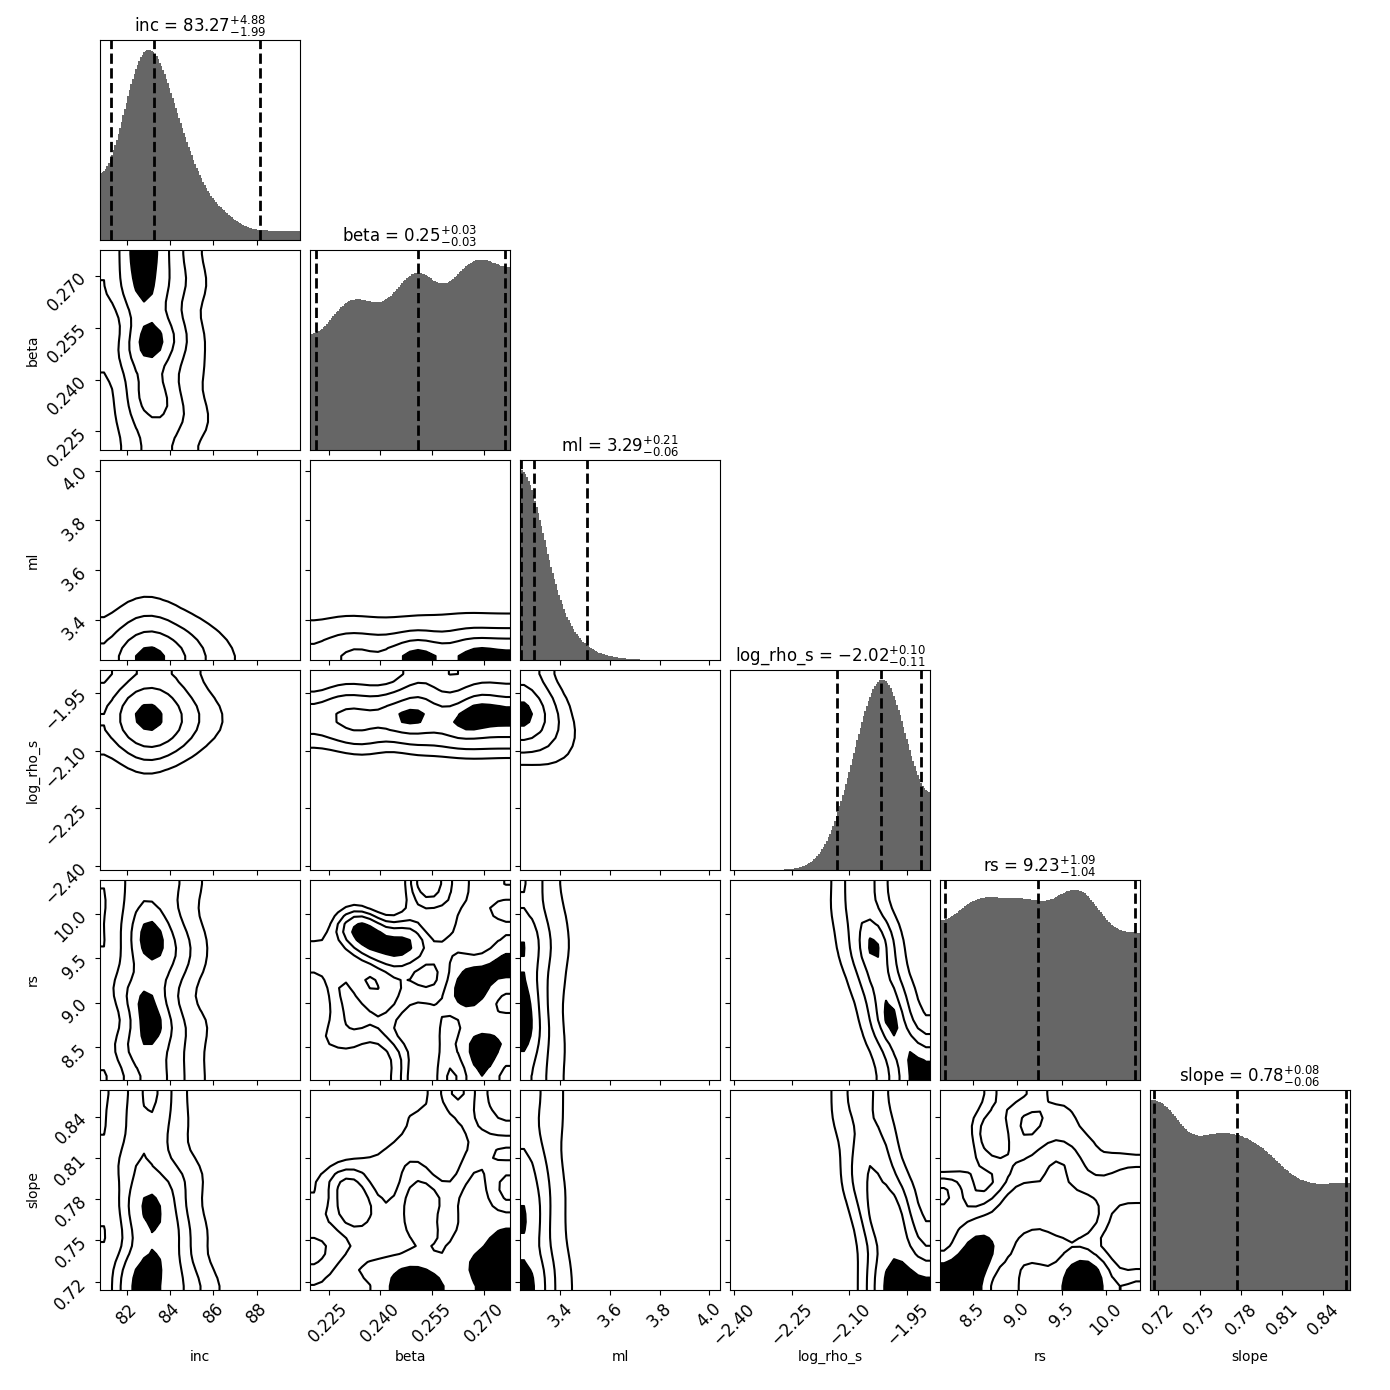 inc = 83.27+4.88−1.99
beta = 0.25+0.03−0.03
0.270
0.255
0.240
0.225
beta
ml = 3.29+0.21−0.06
4.0
3.8
3.6
3.4
ml
log_rho_s = −2.02+0.10−0.11
−1.95
−2.10
−2.25
−2.40
log_rho_s
rs = 9.23+1.09−1.04
10.0
9.5
9.0
8.5
rs
slope = 0.78+0.08−0.06
0.84
0.81
0.78
0.75
0.72
slope
82 84 86 88 0.225 0.240 0.255 0.270 3.4 3.6 3.8 4.0 −2.40 −2.25 −2.10 −1.95 8.5 9.0 9.5 10.0 0.72 0.75 0.78 0.81 0.84
inc beta ml log_rho_s rs slope